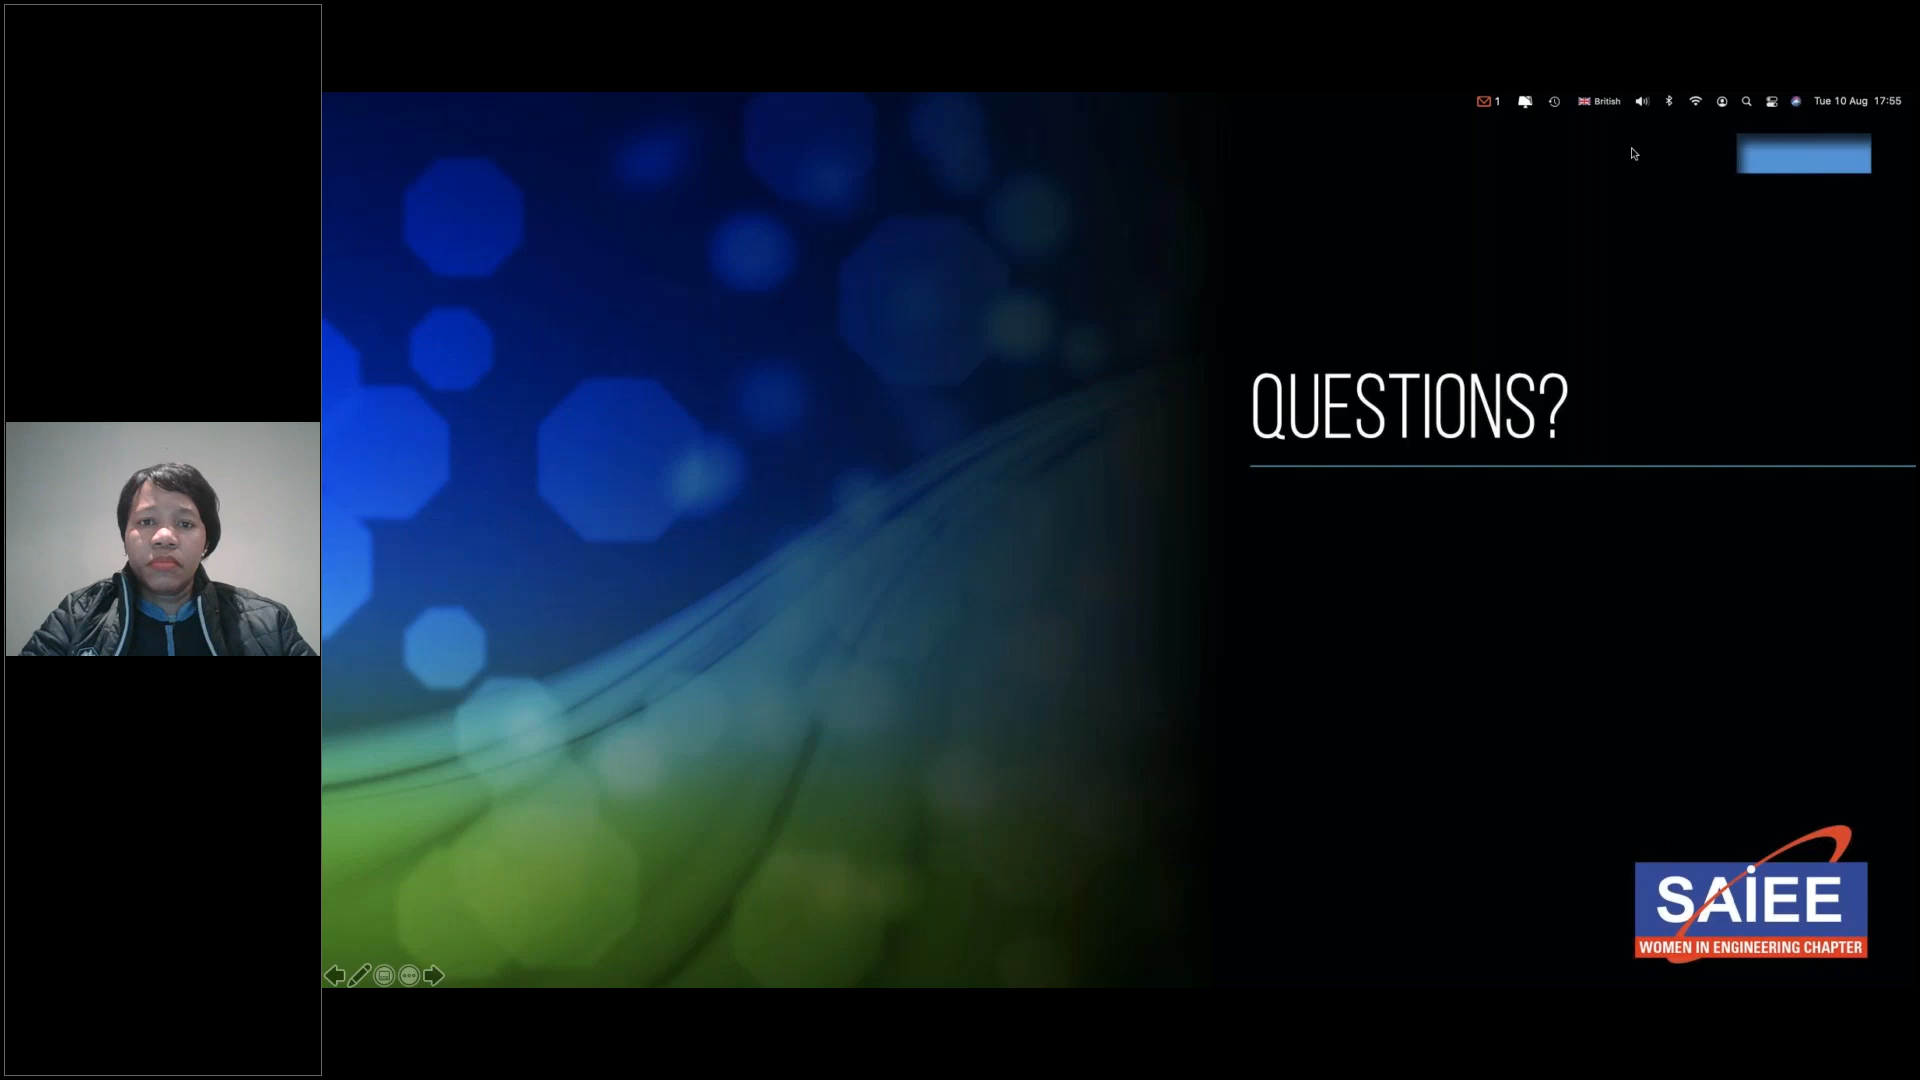 1 British Tue 10 Aug 17:55
QUESTIONS?
SAiEE
WOMEN IN ENGINEERING CHAPTER